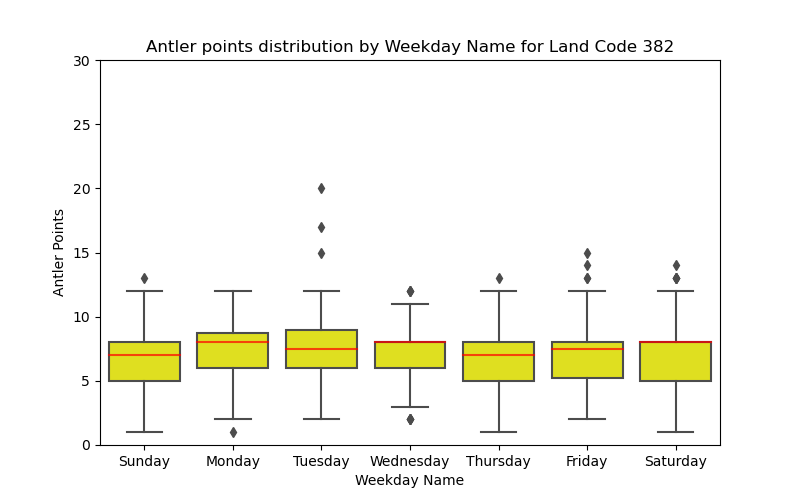 Antler points distribution by Weekday Name for Land Code 382
Antler Points
30
25
20
15
10
5
0
Sunday Monday Tuesday Wednesday Thursday Friday Saturday
Weekday Name